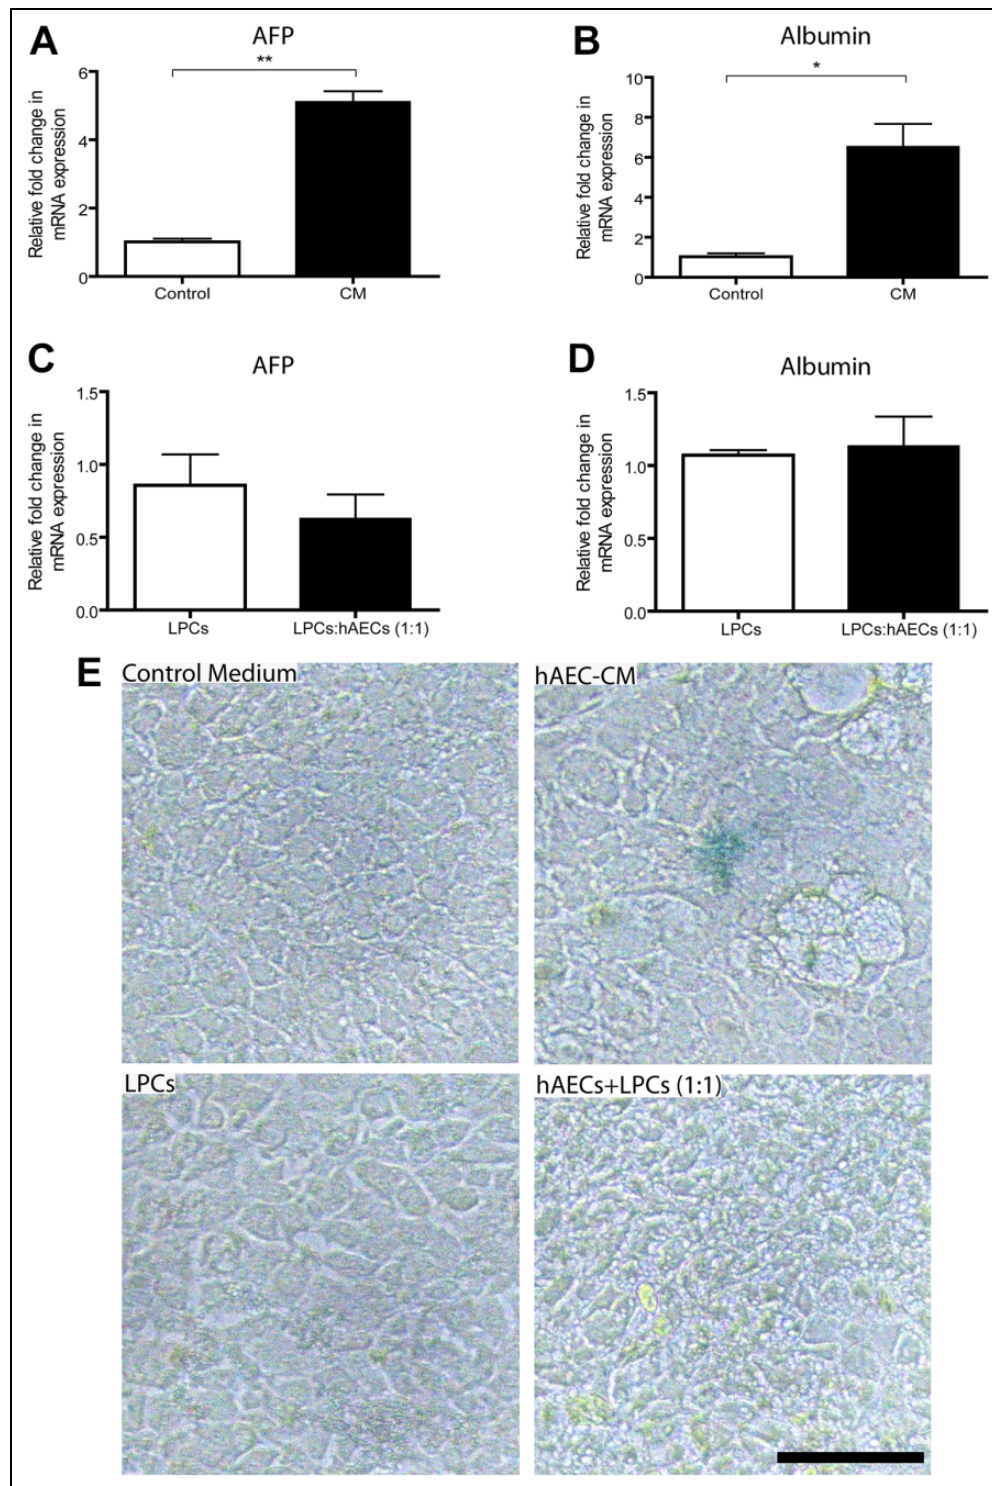 A
AFP
**
Relative fold change in
mRNA expression
6
4
2
0
Control
CM
B
Albumin
*
Relative fold change in
mRNA expression
10
8
6
4
2
0
Control
CM
C
AFP
Relative fold change in
mRNA expression
1.5
1.0
0.5
0.0
LPCs
LPCs:hAECs (1:1)
D
Albumin
Relative fold change in
mRNA expression
1.5
1.0
0.5
0.0
LPCs
LPCs:hAECs (1:1)
E
Control Medium
hAEC-CM
LPCs
hAECs+LPCs (1:1)